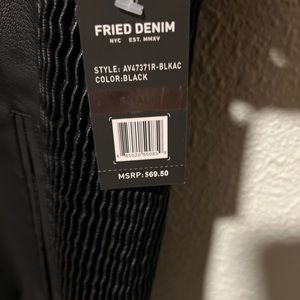 FRIED DENIM
NYC EST. MMXV
STYLE: AV47371R-BLKAC
COLOR:BLACK
MSRP: $69.50